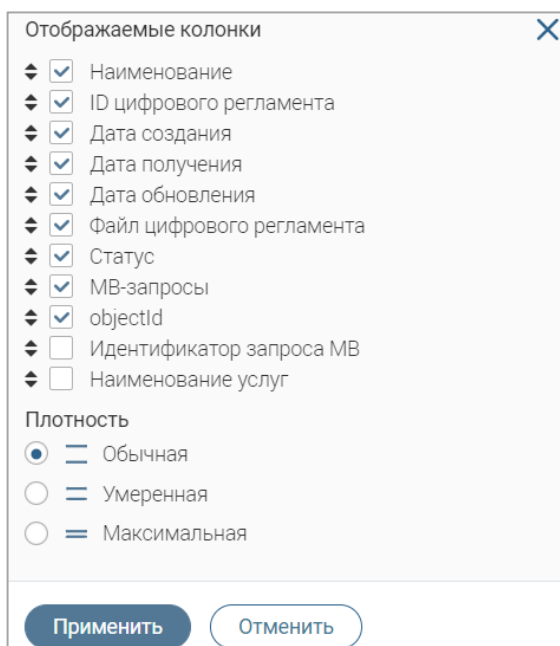 Отображаемые колонки
Наименование
ID цифрового регламента
Дата создания
Дата получения
Дата обновления
Файл цифрового регламента
Статус
МВ-запросы
objectId
Идентификатор запроса МВ
Наименование услуг
Плотность
Обычная
Умеренная
Максимальная
Применить Отменить